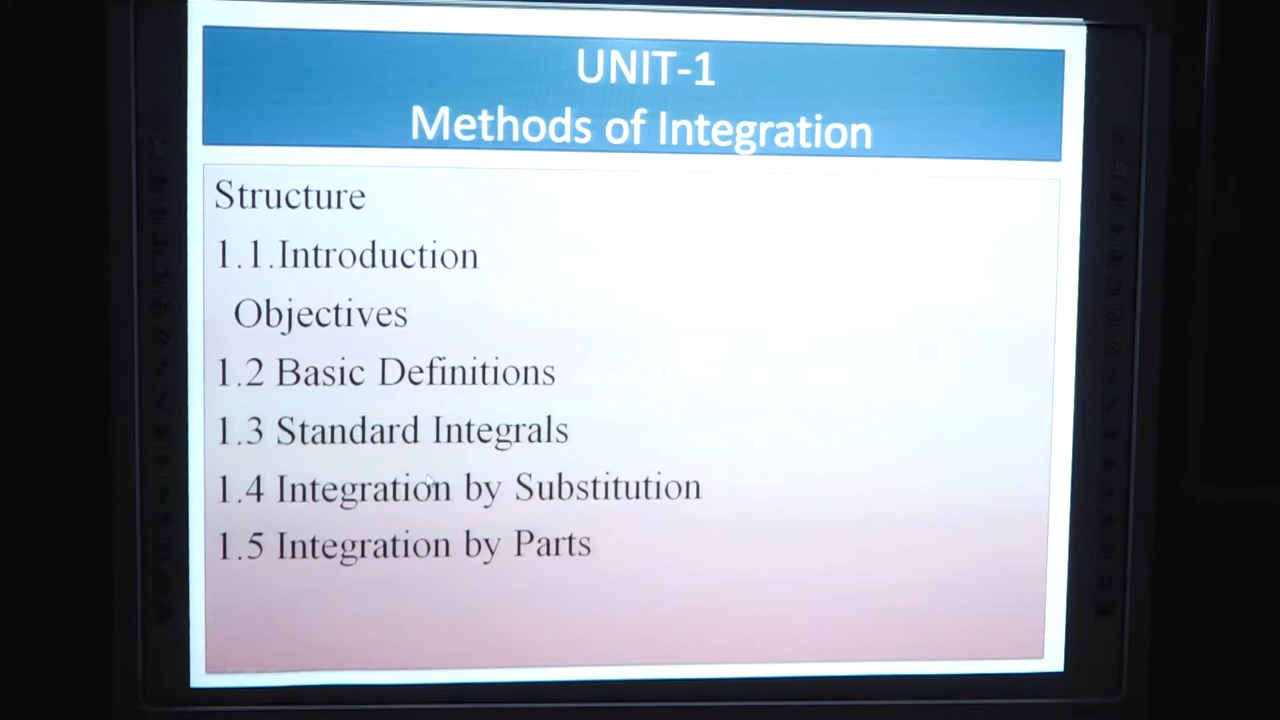 UNIT-1
Methods of Integration
Structure
1.1.Introduction
Objectives
1.2 Basic Definitions
1.3 Standard Integrals
1.4 Integration by Substitution
1.5 Integration by Parts